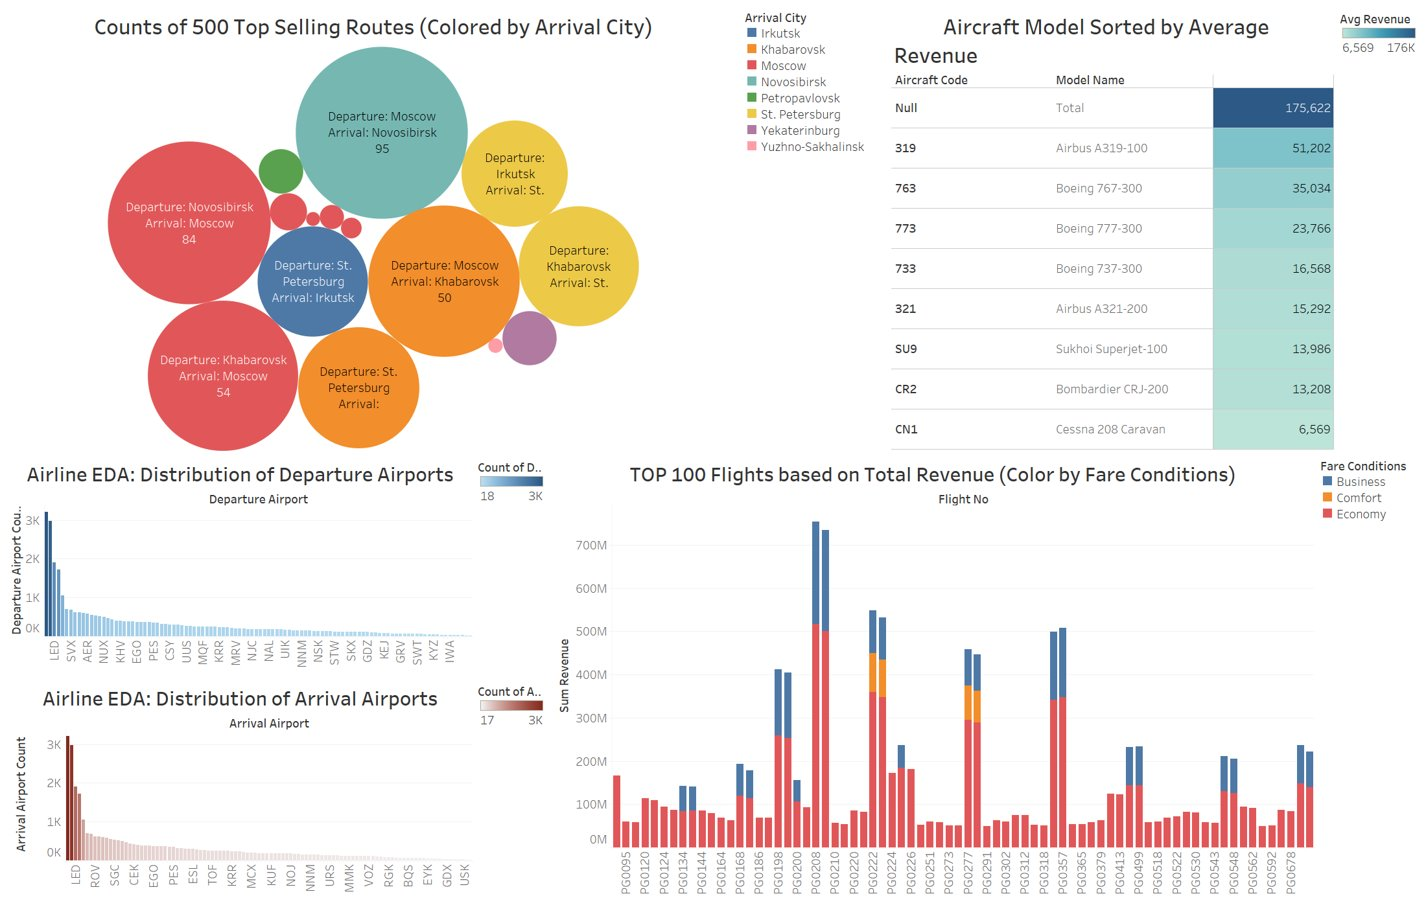 Counts of 500 Top Selling Routes (Colored by Arrival City)
Departure: Moscow
Arrival: Novosibirsk
95
Departure:
Irkutsk
Arrival: St.
Departure: Novosibirsk
Arrival: Moscow
84
Departure: St.
Petersburg
Arrival: Irkutsk
Departure: Moscow
Arrival: Khabarovsk
50
Departure:
Khabarovsk
Arrival: St.
Departure: Khabarovsk
Arrival: Moscow
54
Departure: St.
Petersburg
Arrival:
Arrival City
Irkutsk
Khabarovsk
Moscow
Novosibirsk
Petropavlovsk
St. Petersburg
Yekaterinburg
Yuzhno-Sakhalinsk
Aircraft Model Sorted by Average
Revenue
Aircraft Code Model Name
Null Total 175,622
319 Airbus A319-100 51,202
763 Boeing 767-300 35,034
773 Boeing 777-300 23,766
733 Boeing 737-300 16,568
321 Airbus A321-200 15,292
SU9 Sukhoi Superjet-100 13,986
CR2 Bombardier CRJ-200 13,208
CN1 Cessna 208 Caravan 6,569
Avg Revenue
6,569 176K
Airline EDA: Distribution of Departure Airports
Departure Airport
Departure Airport Cou..
3K
2K
1K
0K
LED SVX AER NUX KHV EGO PES CSY UUS MQF KRR MRV NJC NAL UIK NNM NSK STW SKX GDZ KEJ GRV SWT KYZ IWA
Count of D..
18 3K
Airline EDA: Distribution of Arrival Airports
Arrival Airport
Arrival Airport Count
3K
2K
1K
0K
LED ROV SGC CEK EGO PES ESL TOF KRR MCX KUF NOJ NNM URS MMK VOZ RGK BQS EYK GDX USK
Count of A..
17 3K
TOP 100 Flights based on Total Revenue (Color by Fare Conditions)
Flight No
Sum Revenue
700M
600M
500M
400M
300M
200M
100M
0M
PG0095 PG0120 PG0134 PG0144 PG0168 PG0186 PG0198 PG0200 PG0208 PG0210 PG0220 PG0222 PG0224 PG0226 PG0251 PG0273 PG0277 PG0291 PG0302 PG0312 PG0318 PG0357 PG0365 PG0379 PG0413 PG0499 PG0518 PG0522 PG0530 PG0543 PG0548 PG0562 PG0592 PG0678
Fare Conditions
Business
Comfort
Economy